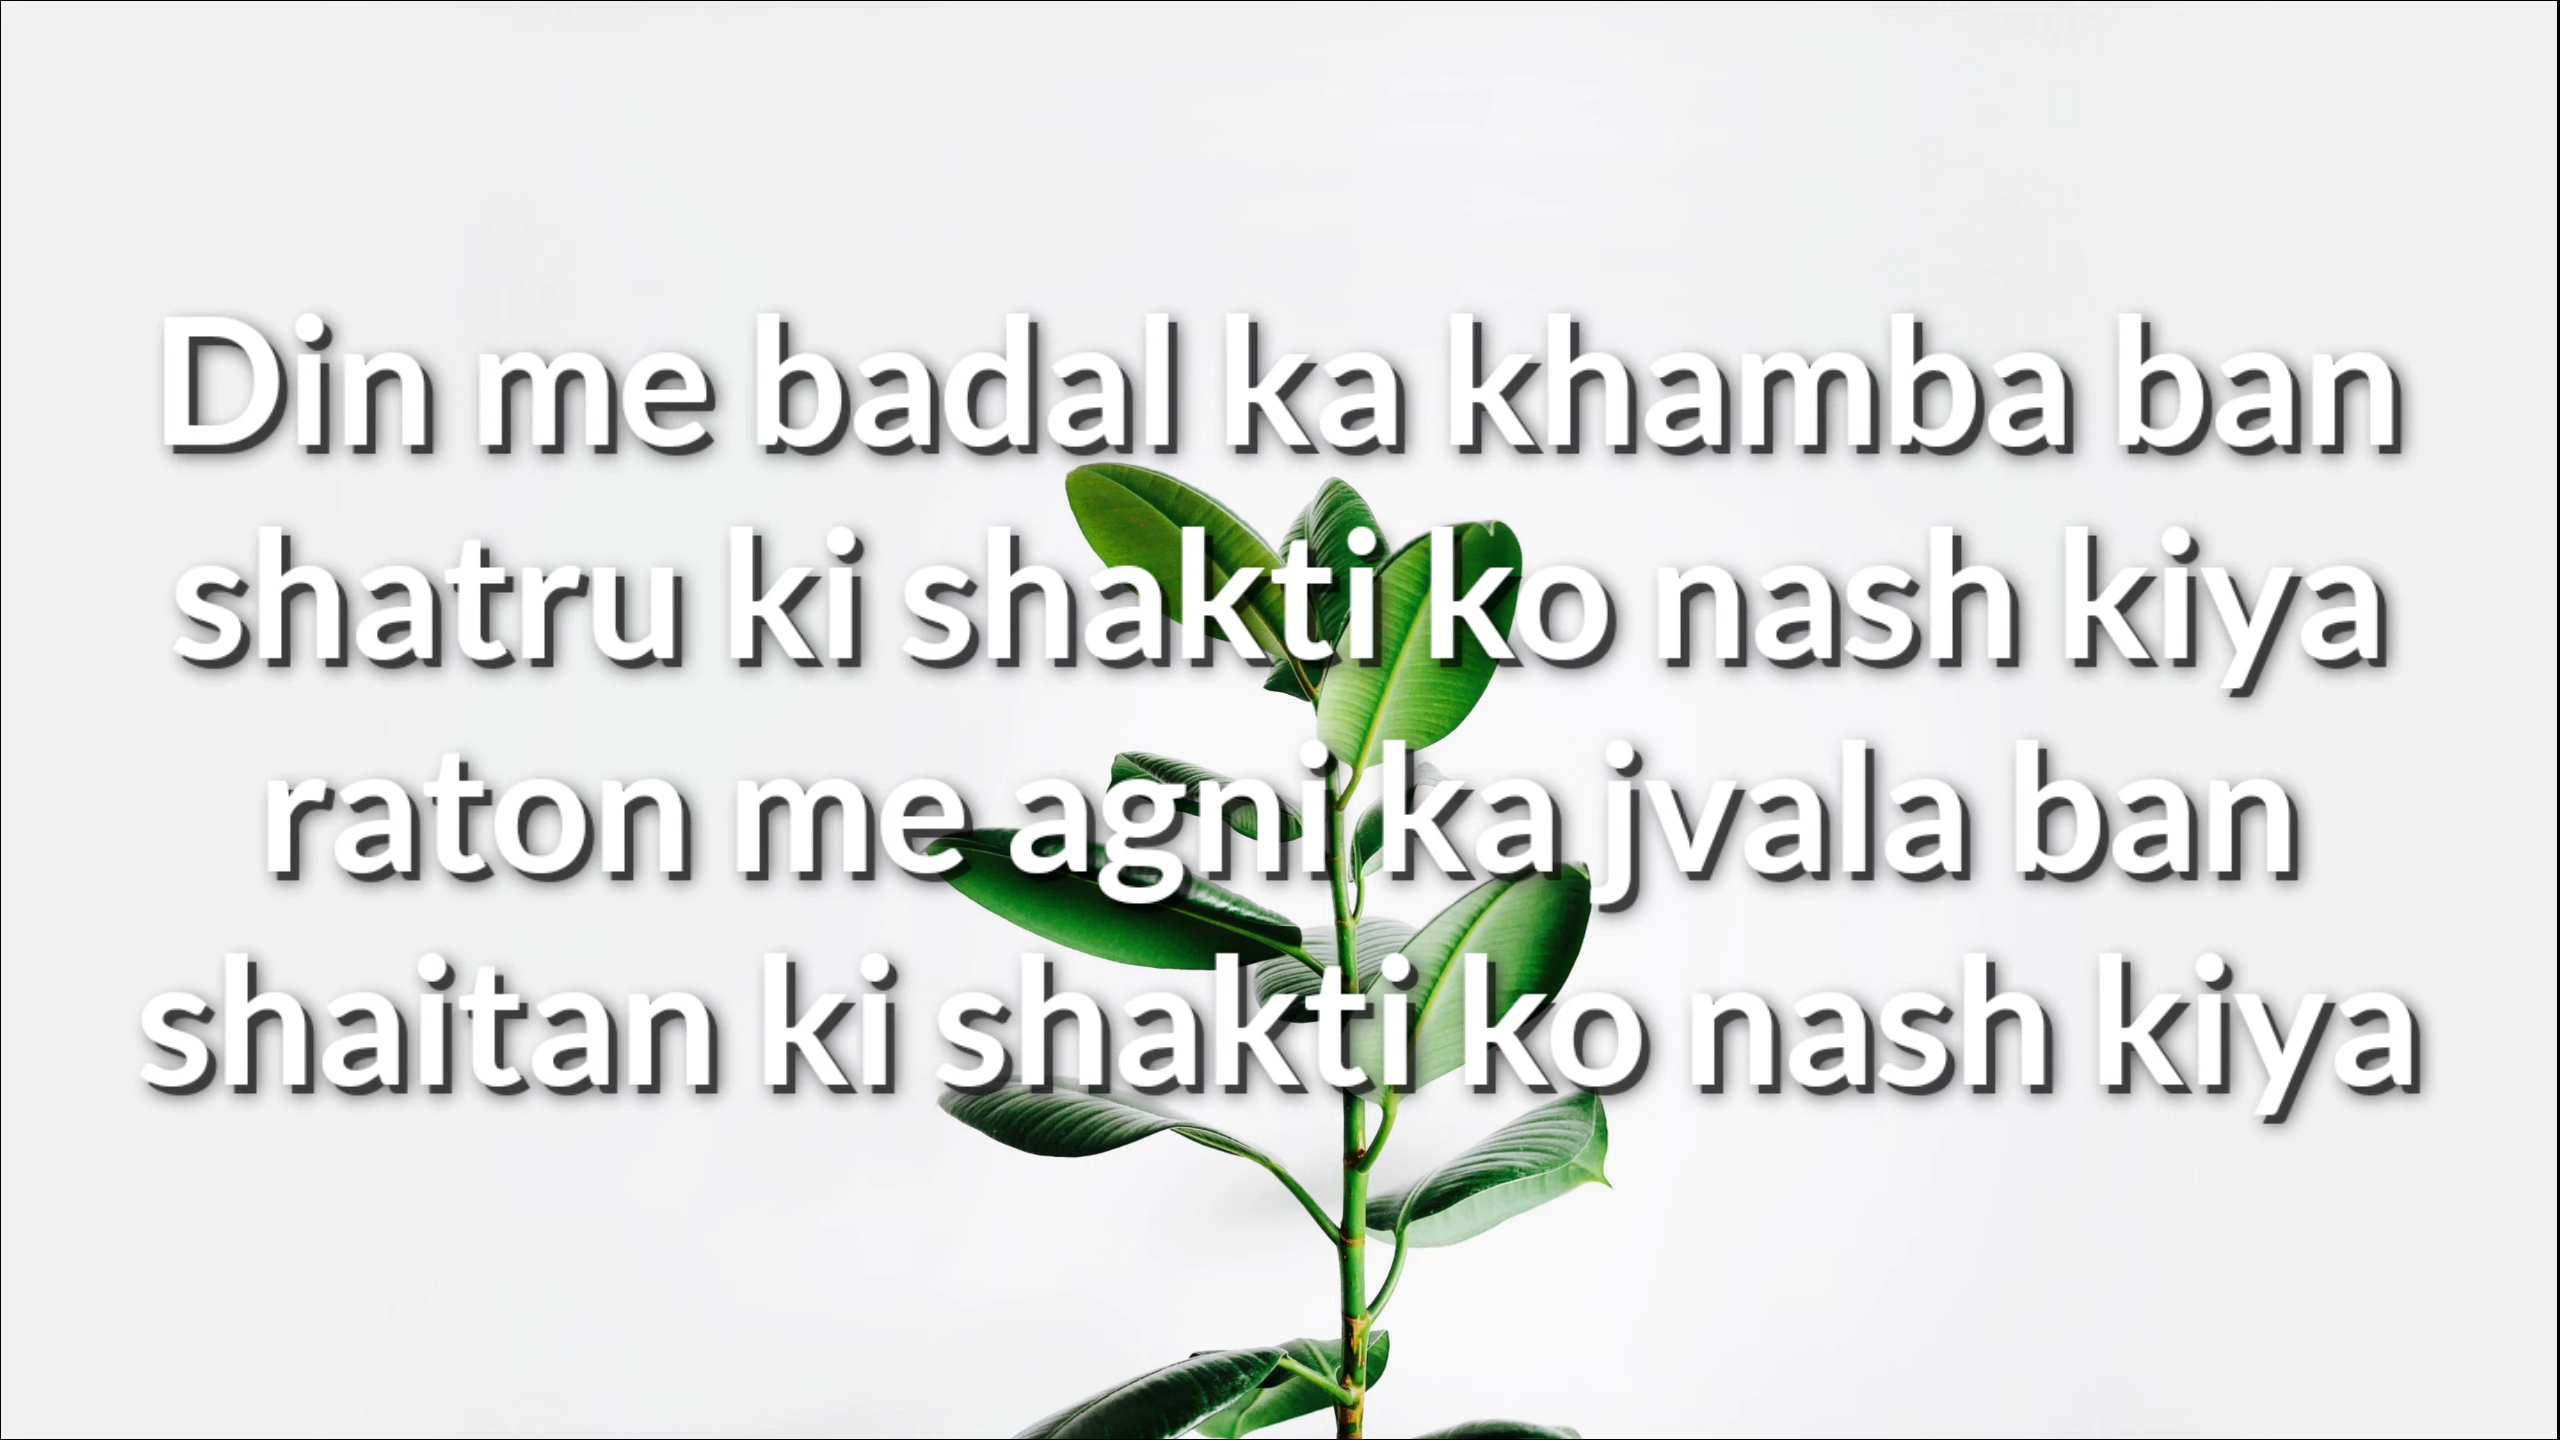 Din me badal ka khamba ban
shatru ki shakti ko nash kiya
raton me agni ka jvala ban
shaitan ki shakti ko nash kiya